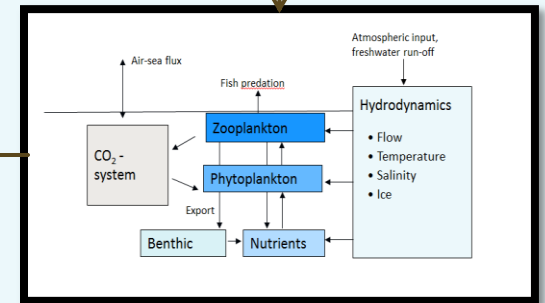 Atmospheric input,
freshwater run-off
Air-sea flux
Fish predation
Hydrodynamics
• Flow
• Temperature
• Salinity
• Ice
Zooplankton
CO₂ -
system
Phytoplankton
Export
Benthic
Nutrients